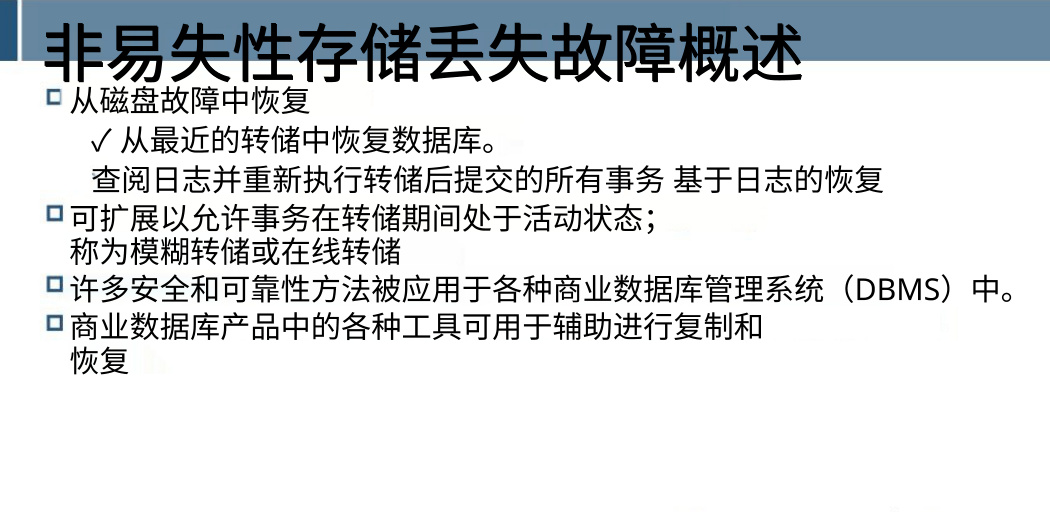 非易失性存储丢失故障概述
从磁盘故障中恢复
✓ 从最近的转储中恢复数据库。
查阅日志并重新执行转储后提交的所有事务 基于日志的恢复
可扩展以允许事务在转储期间处于活动状态；
称为模糊转储或在线转储
许多安全和可靠性方法被应用于各种商业数据库管理系统（DBMS）中。
商业数据库产品中的各种工具可用于辅助进行复制和
恢复